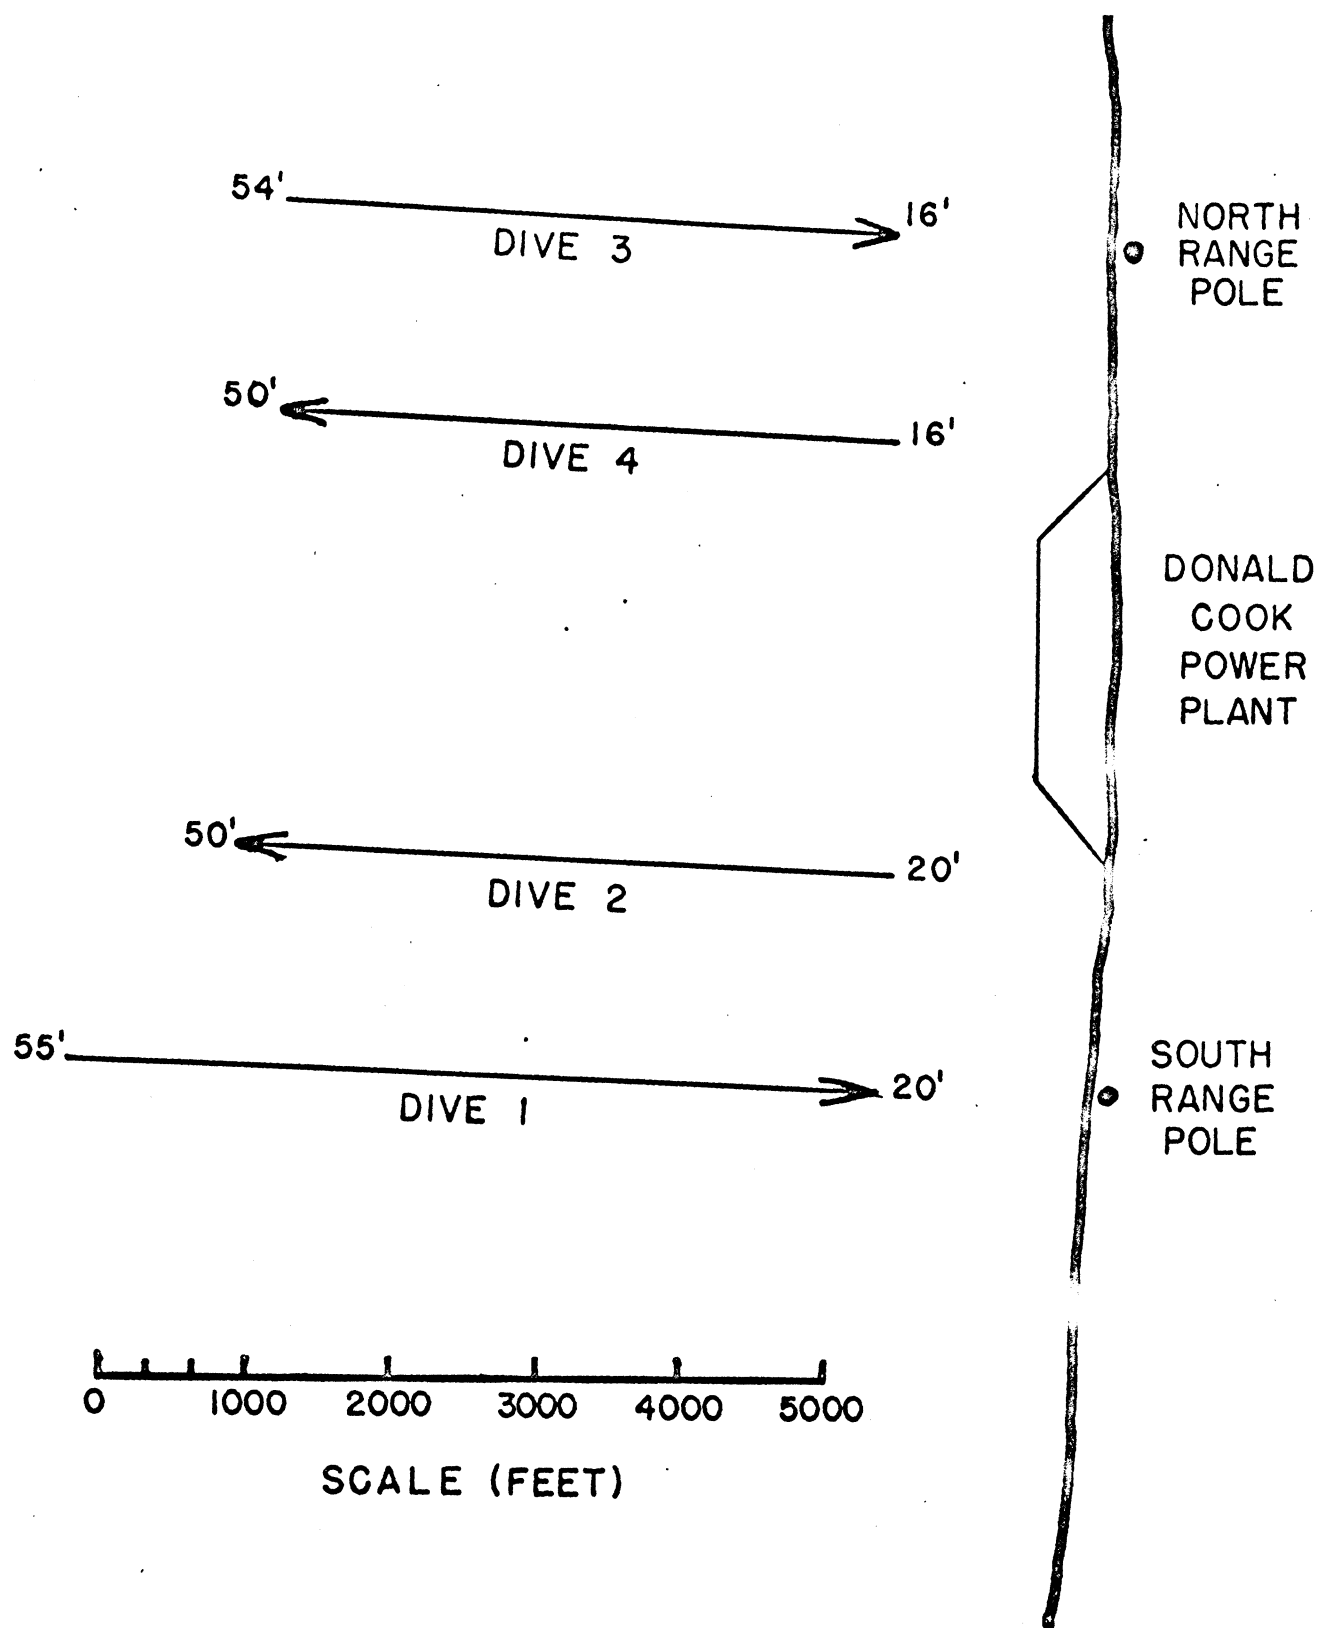 54'
16'
DIVE 3
NORTH
RANGE
POLE
50'
16'
DIVE 4
DONALD
COOK
POWER
PLANT
50'
20'
DIVE 2
55'
20'
DIVE 1
SOUTH
RANGE
POLE
0 1000 2000 3000 4000 5000
SCALE (FEET)